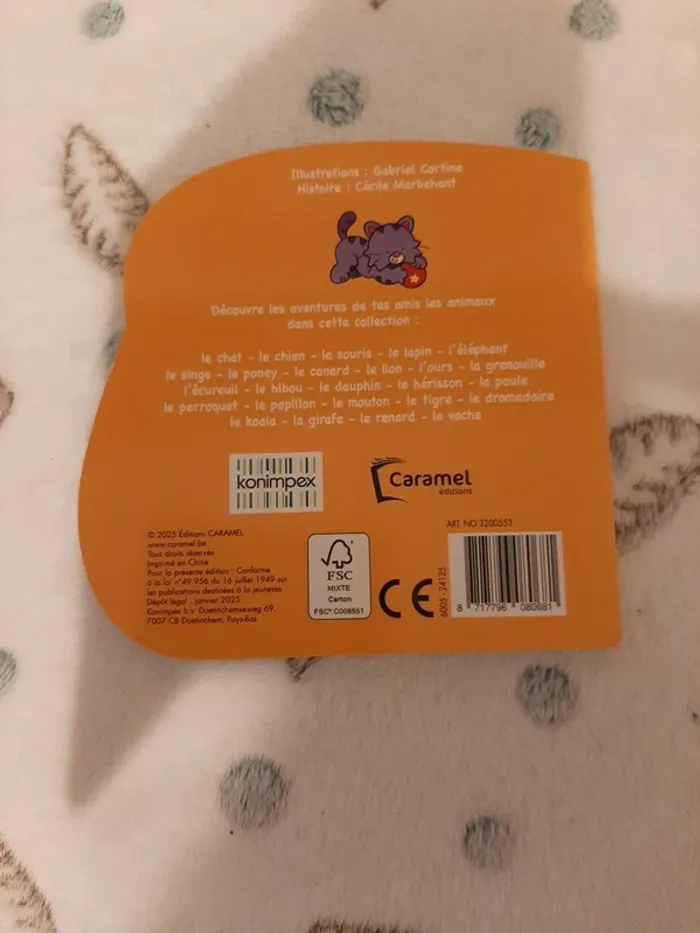 Illustrations : Gabriel Cortina
Histoire : Cécile Marbehant
Découvre les aventures de tes amis les animaux
dans cette collection :
le chat - le chien - la souris - le lapin - l'éléphant
le singe - le poney - le canard - le lion - l'ours - la grenouille
l'écureuil - le hibou - le dauphin - le hérisson - la poule
le perroquet - le papillon - le mouton - le tigre - le dromadaire
le koala - la girafe - le renard - la vache
konimpex
Caramel
éditions
© 2025 Éditions CARAMEL
www.caramel.be
Tous droits réservés
Imprimé en Chine
Pour la présente édition : Conforme
à la loi n°49.956 du 16 juillet 1949 sur
les publications destinées à la jeunesse.
Dépôt légal : janvier 2025
Konimpex b.v. Doetinchemseweg 69,
7007 CB Doetinchem, Pays-Bas
FSC
MIXTE
Carton
FSC® C008551
CE
ART. NO 3200553
6005 - 24125
8 717796 080681